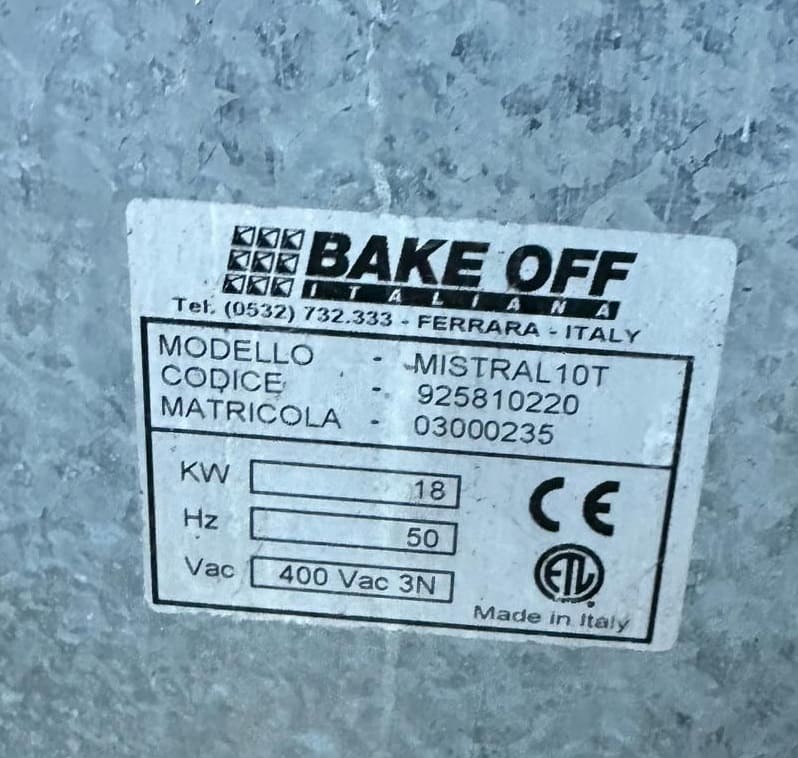 BAKE OFF
ITALIANA
Tel. (0532) 732.333 - FERRARA - ITALY
MODELLO - MISTRAL10T
CODICE - 925810220
MATRICOLA - 03000235
KW 18
Hz 50
Vac 400 Vac 3N
CE
ETL
Made in Italy